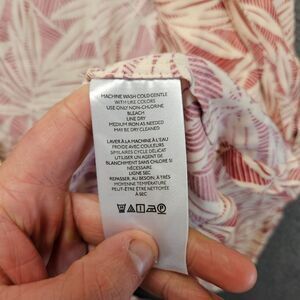 MACHINE WASH COLD GENTLE
WITH LIKE COLORS
USE ONLY NON-CHLORINE
BLEACH
LINE DRY
MEDIUM IRON AS NEEDED
MAY BE DRY CLEANED
LAVER À LA MACHINE À L'EAU
FROIDE AVEC COULEURS
SIMILAIRES CYCLE DELICAT
UTILISER UN AGENT DE
BLANCHIMENT SANS CHLORE SI
NÉCESSAIRE
LIGNE SEC
REPASSER, AU BESOIN, À TRÈS
MOYENNE TEMPÉRATURE
PEUT-ÊTRE ÊTRE NETTOYÉE
À SEC